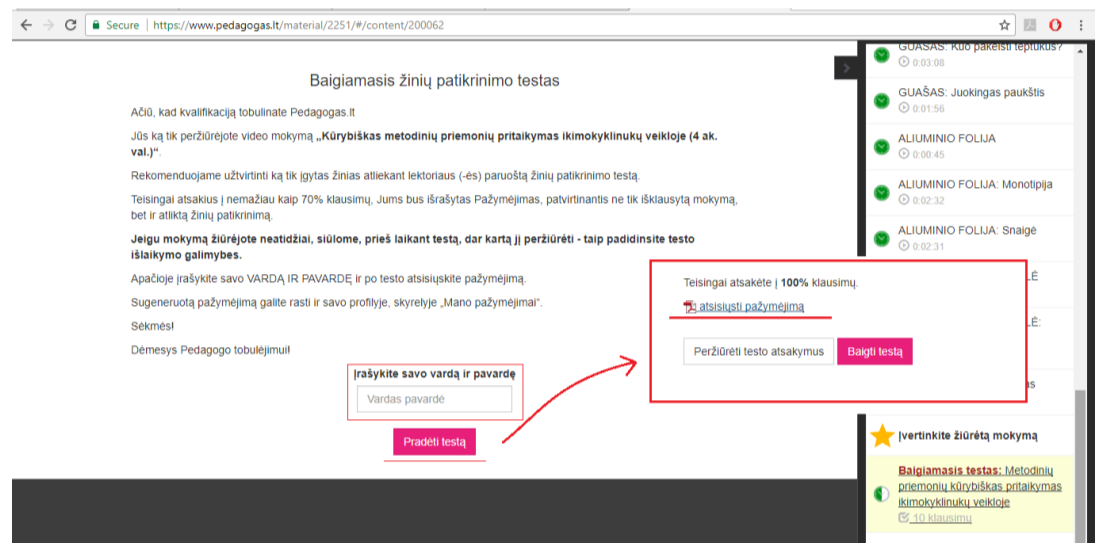 Secure | https://www.pedagogas.lt/material/2251/#/content/200062
Baigiamasis žinių patikrinimo testas
Ačiū, kad kvalifikaciją tobulinate Pedagogas.lt
Jūs ką tik peržiūrėjote video mokymą „Kūrybiškas metodinių priemonių pritaikymas ikimokyklinukų veikloje (4 ak.
val.)“.
Rekomenduojame užtvirtinti ką tik įgytas žinias atliekant lektoriaus (-ės) paruoštą žinių patikrinimo testą.
Teisingai atsakius į nemažiau kaip 70% klausimų, Jums bus išrašytas Pažymėjimas, patvirtinantis ne tik išklausytą mokymą,
bet ir atliktą žinių patikrinimą.
Jeigu mokymą žiūrėjote neatidžiai, siūlome, prieš laikant testą, dar kartą jį peržiūrėti - taip padidinsite testo
išlaikymo galimybes.
Apačioje įrašykite savo VARDĄ IR PAVARDĘ ir po testo atsisiųskite pažymėjimą.
Sugeneruotą pažymėjimą galite rasti ir savo profilyje, skyrelyje „Mano pažymėjimai“.
Sėkmės!
Dėmesys Pedagogo tobulėjimui!
Įrašykite savo vardą ir pavardę
Vardas pavardė
Pradėti testą
Teisingai atsakėte į 100% klausimų.
atsisiųsti pažymėjimą
Peržiūrėti testo atsakymus
Baigti testą
GUAŠAS: Kuo pakeisti teptukus?
0:03:08
GUAŠAS: Juokingas paukštis
0:01:56
ALIUMINIO FOLIJA
0:00:45
ALIUMINIO FOLIJA: Monotipija
0:02:32
ALIUMINIO FOLIJA: Snaigė
0:02:31
LĖ
LĖ:
as
Įvertinkite žiūrėtą mokymą
Baigiamasis testas: Metodinių
priemonių kūrybiškas pritaikymas
ikimokyklinukų veikloje
10 klausimų